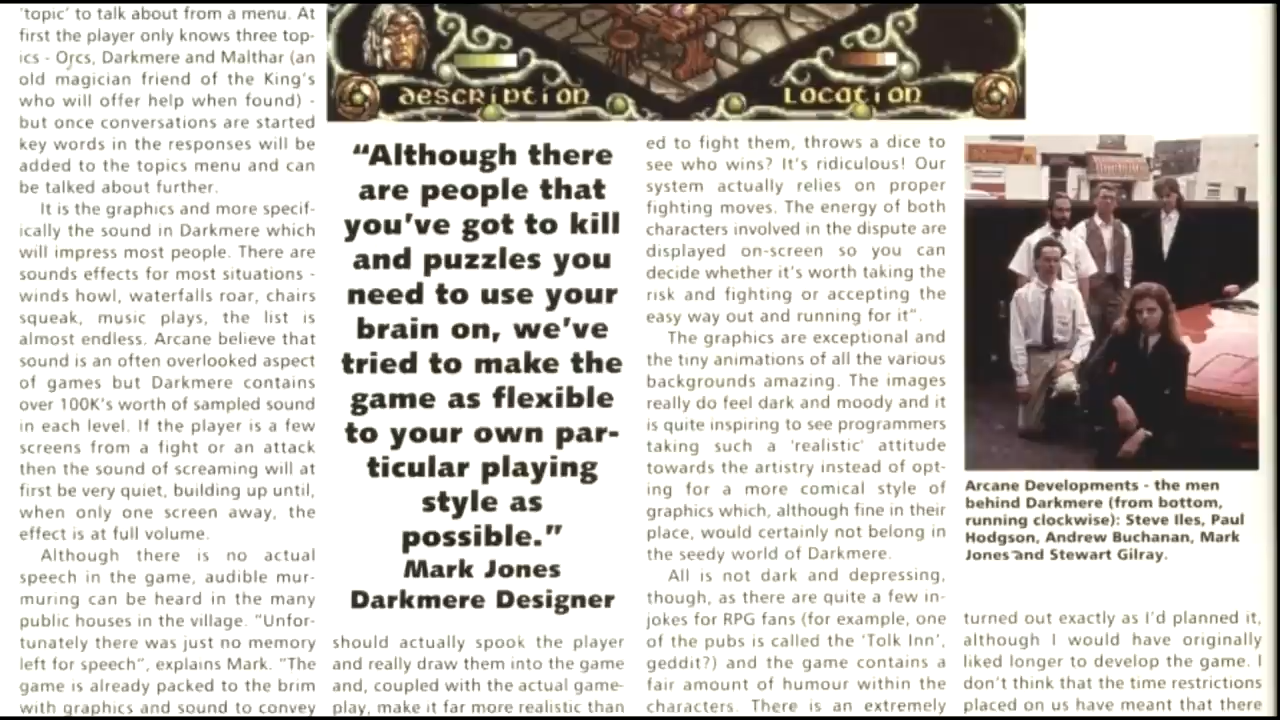 'topic' to talk about from a menu. At
first the player only knows three top-
ics - Orcs, Darkmere and Malthar (an
old magician friend of the King's
who will offer help when found) -
but once conversations are started
key words in the responses will be
added to the topics menu and can
be talked about further.
It is the graphics and more specif-
ically the sound in Darkmere which
will impress most people. There are
sounds effects for most situations -
winds howl, waterfalls roar, chairs
squeak, music plays, the list is
almost endless. Arcane believe that
sound is an often overlooked aspect
of games but Darkmere contains
over 100K's worth of sampled sound
in each level. If the player is a few
screens from a fight or an attack
then the sound of screaming will at
first be very quiet, building up until,
when only one screen away, the
effect is at full volume.
Although there is no actual
speech in the game, audible mur-
muring can be heard in the many
public houses in the village. "Unfor-
tunately there was just no memory
left for speech", explains Mark. "The
game is already packed to the brim
with graphics and sound to convey
description
Location
"Although there
are people that
you've got to kill
and puzzles you
need to use your
brain on, we've
tried to make the
game as flexible
to your own par-
ticular playing
style as
possible."
Mark Jones
Darkmere Designer
should actually spook the player
and really draw them into the game
and, coupled with the actual game-
play, make it far more realistic than
ed to fight them, throws a dice to
see who wins? It's ridiculous! Our
system actually relies on proper
fighting moves. The energy of both
characters involved in the dispute are
displayed on-screen so you can
decide whether it's worth taking the
risk and fighting or accepting the
easy way out and running for it".
The graphics are exceptional and
the tiny animations of all the various
backgrounds amazing. The images
really do feel dark and moody and it
is quite inspiring to see programmers
taking such a 'realistic' attitude
towards the artistry instead of opt-
ing for a more comical style of
graphics which, although fine in their
place, would certainly not belong in
the seedy world of Darkmere.
All is not dark and depressing,
though, as there are quite a few in-
jokes for RPG fans (for example, one
of the pubs is called the 'Tolk Inn',
geddit?) and the game contains a
fair amount of humour within the
characters. There is an extremely
Arcane Developments - the men
behind Darkmere (from bottom,
running clockwise): Steve Iles, Paul
Hodgson, Andrew Buchanan, Mark
Jones and Stewart Gilray.
turned out exactly as I'd planned it,
although I would have originally
liked longer to develop the game. I
don't think that the time restrictions
placed on us have meant that there